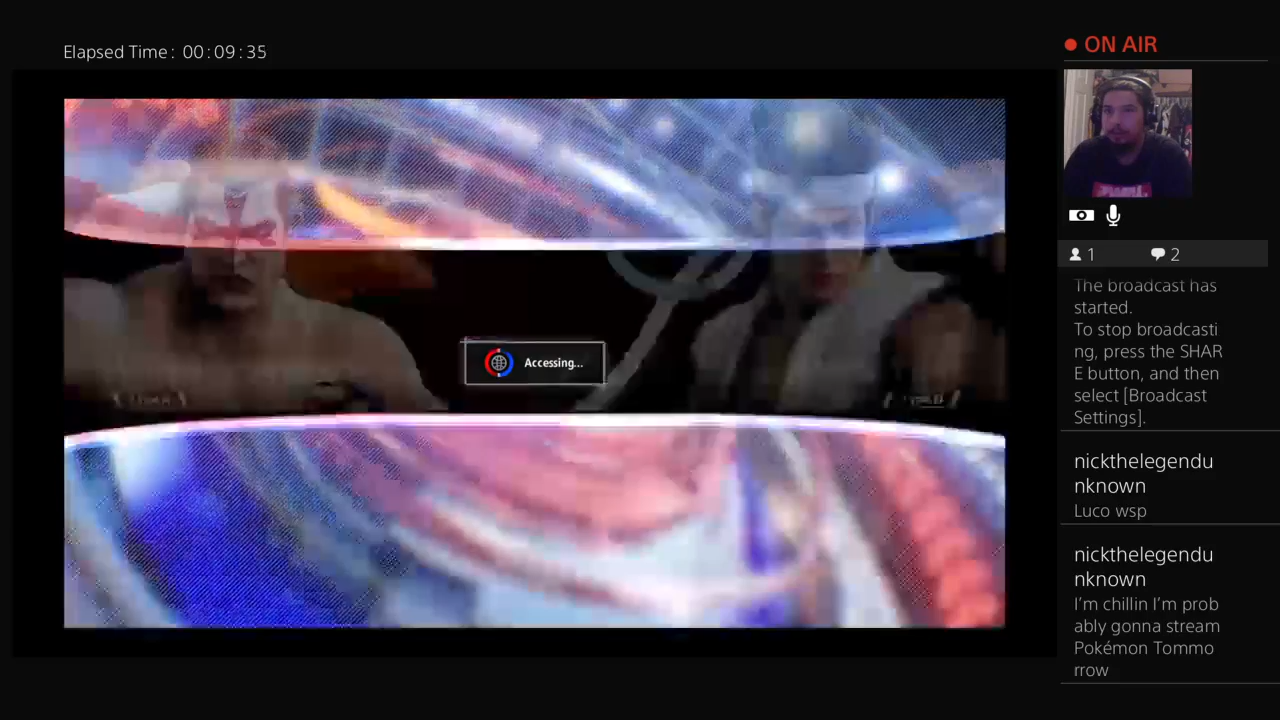 Elapsed Time: 00:09:35
ON AIR
1
2
The broadcast has
started.
To stop broadcasti
ng, press the SHAR
E button, and then
select [Broadcast
Settings].
nickthelegendu
nknown
Luco wsp
nickthelegendu
nknown
I'm chillin I'm prob
ably gonna stream
Pokémon Tommo
rrow
Accessing...